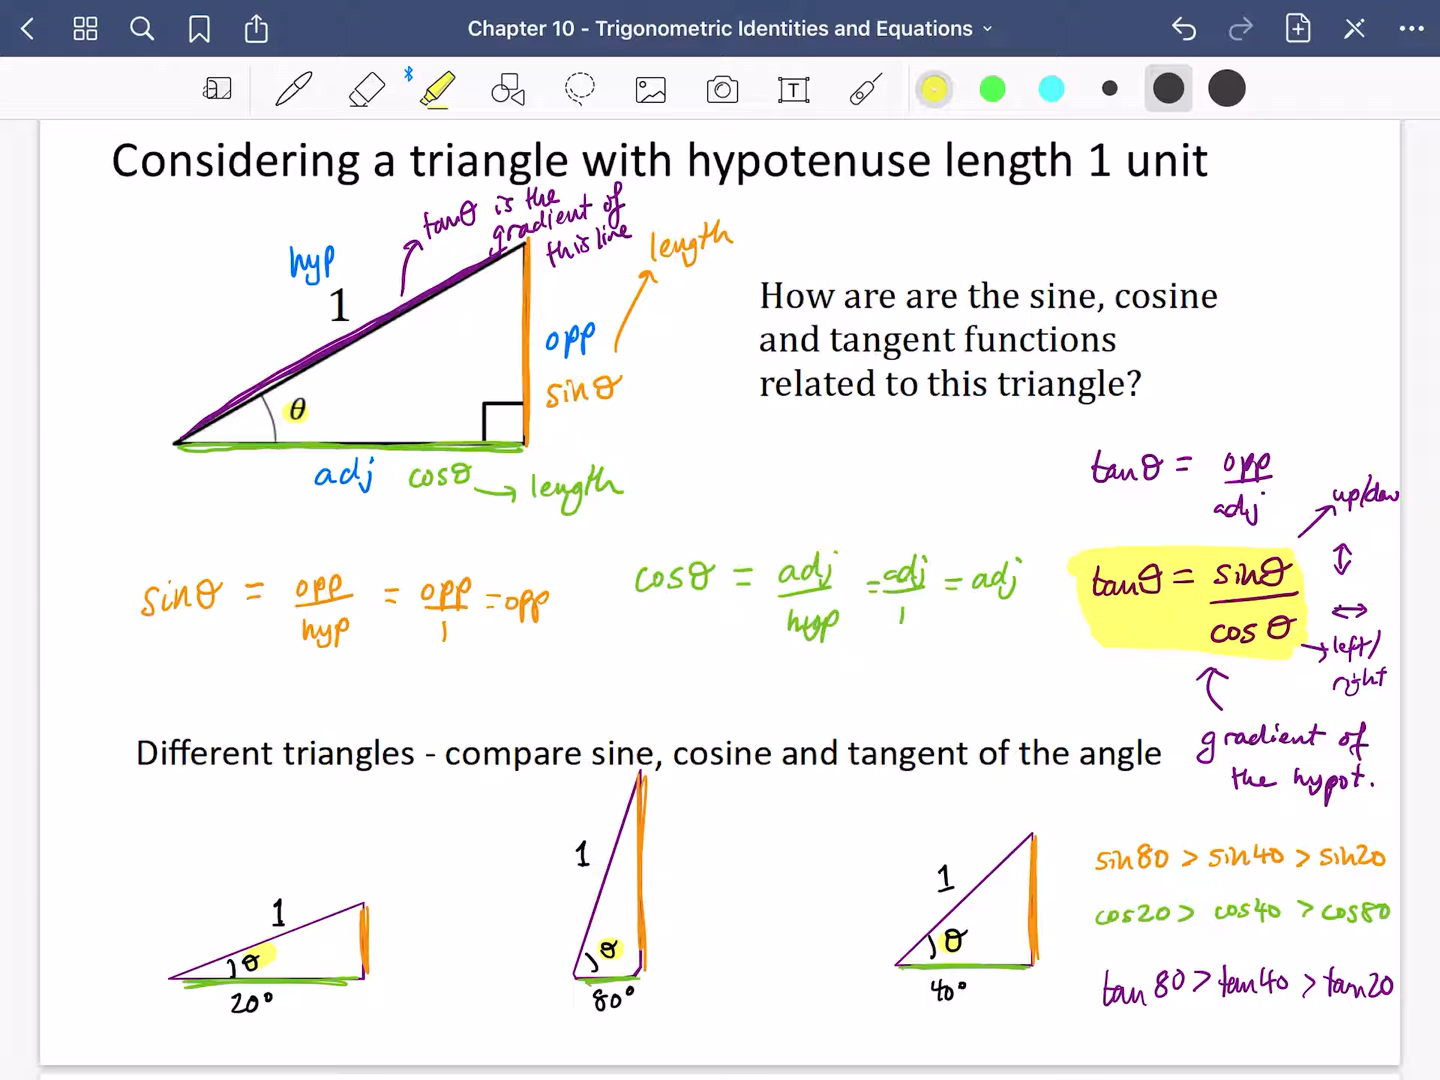 Chapter 10 - Trigonometric Identities and Equations
Considering a triangle with hypotenuse length 1 unit
tanθ is the
gradient of
this line
length
hyp
1
opp
sinθ
θ
adj cosθ → length
How are are the sine, cosine
and tangent functions
related to this triangle?
tanθ = opp/adj
up/dow
sinθ = opp/hyp = opp/1 = opp
cosθ = adj/hyp = adj/1 = adj
tanθ = sinθ/cosθ
left/
right
gradient of
the hypot.
Different triangles - compare sine, cosine and tangent of the angle
1
θ
20°
1
θ
80°
1
θ
40°
sin80 > sin40 > sin20
cos20 > cos40 > cos80
tan80 > tan40 > tan20